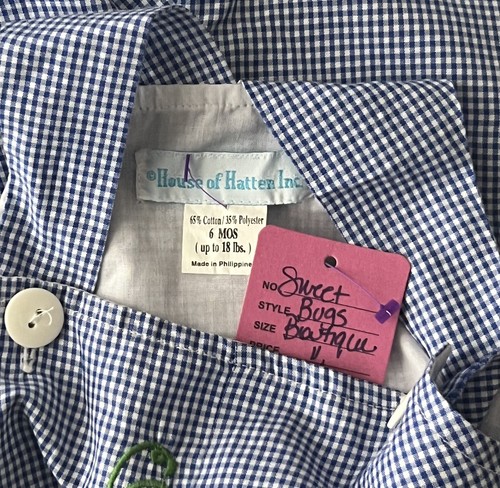 ©House of Hatten Inc
65% Cotton / 35% Polyester
6 MOS
( up to 18 lbs. )
Made in Philippine
NO Sweet
STYLE Bugs
SIZE Boutique
PRICE